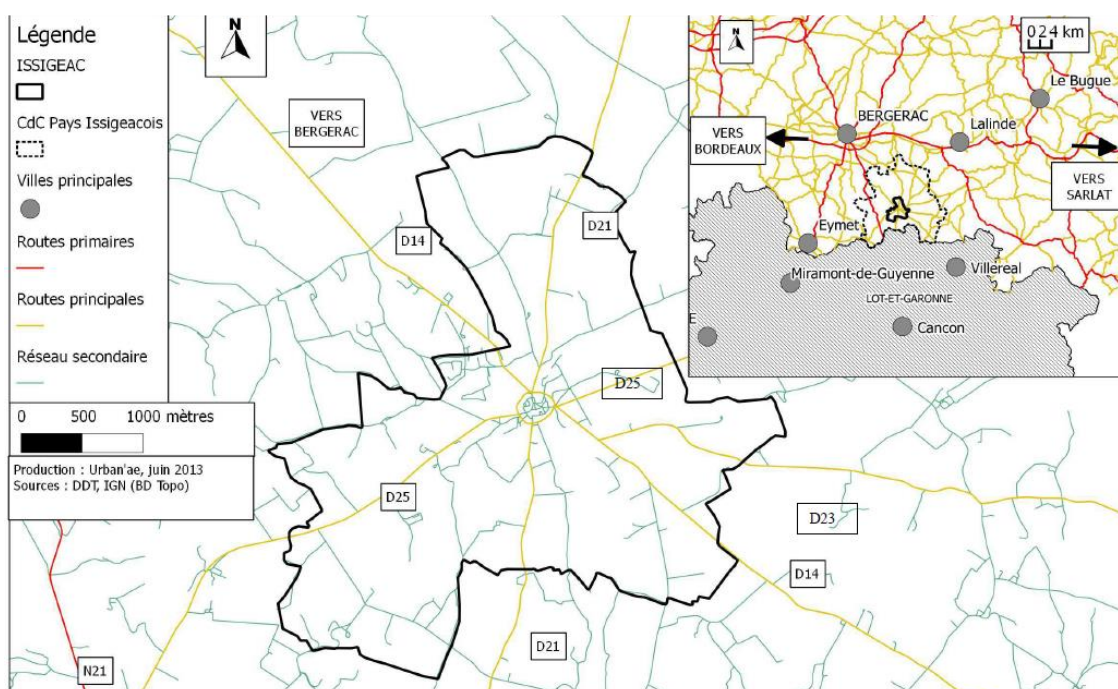 Légende
ISSIGEAC
CdC Pays Issigeacois
Villes principales
Routes primaires
Routes principales
Réseau secondaire
0 500 1000 mètres
Production : Urban'ae, juin 2013
Sources : DDT, IGN (BD Topo)
N
VERS
BERGERAC
D14
D21
D25
D25
D23
D14
D21
N21
N
0 2 4 km
Le Bugue
BERGERAC
Lalinde
VERS
BORDEAUX
VERS
SARLAT
Eymet
Miramont-de-Guyenne
Villereal
LOT-ET-GARONNE
Cancon
E